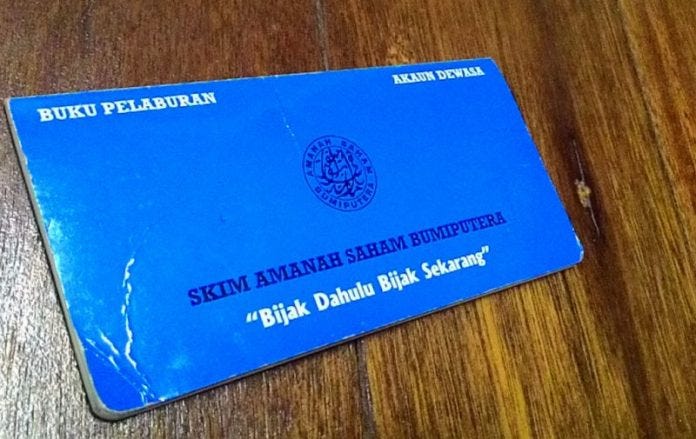 BUKU PELABURAN
AKAUN DEWASA
AMANAH SAHAM
BUMIPUTERA
SKIM AMANAH SAHAM BUMIPUTERA
“Bijak Dahulu Bijak Sekarang”